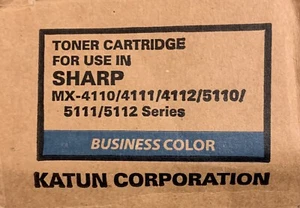 TONER CARTRIDGE
FOR USE IN
SHARP
MX-4110/4111/4112/5110/
5111/5112 Series
BUSINESS COLOR
KATUN CORPORATION